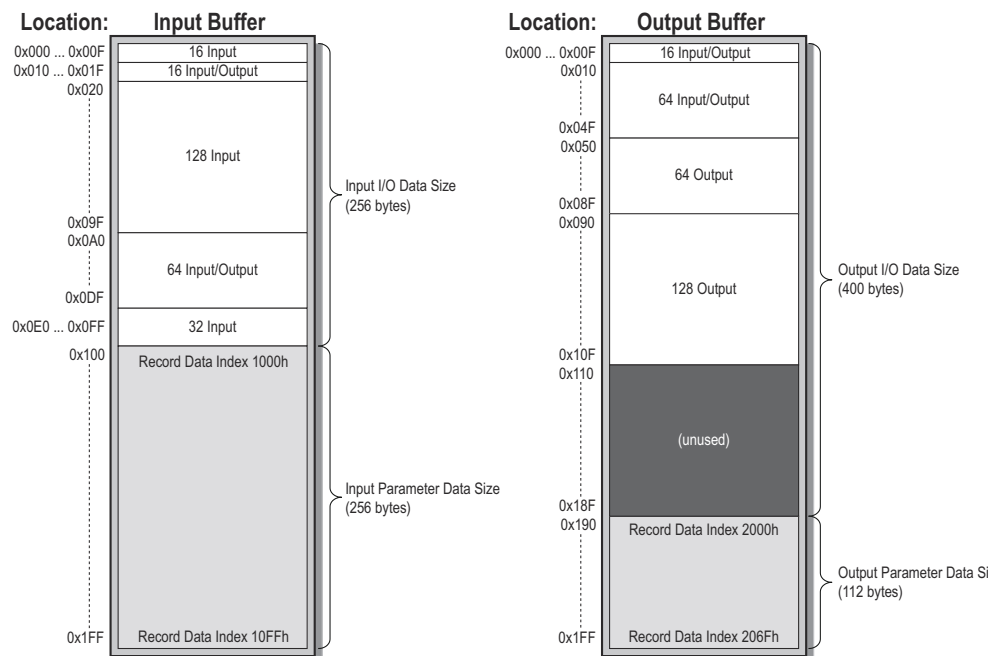 Location: Input Buffer
0x000 ... 0x00F 16 Input
0x010 ... 0x01F 16 Input/Output
0x020
128 Input
0x09F
0x0A0
64 Input/Output
0x0DF
0x0E0 ... 0x0FF 32 Input
0x100
Record Data Index 1000h
0x1FF Record Data Index 10FFh
Input I/O Data Size
(256 bytes)
Input Parameter Data Size
(256 bytes)
Location: Output Buffer
0x000 ... 0x00F 16 Input/Output
0x010
64 Input/Output
0x04F
0x050
64 Output
0x08F
0x090
128 Output
0x10F
0x110
(unused)
0x18F
0x190
Record Data Index 2000h
0x1FF Record Data Index 206Fh
Output I/O Data Size
(400 bytes)
Output Parameter Data Si
(112 bytes)